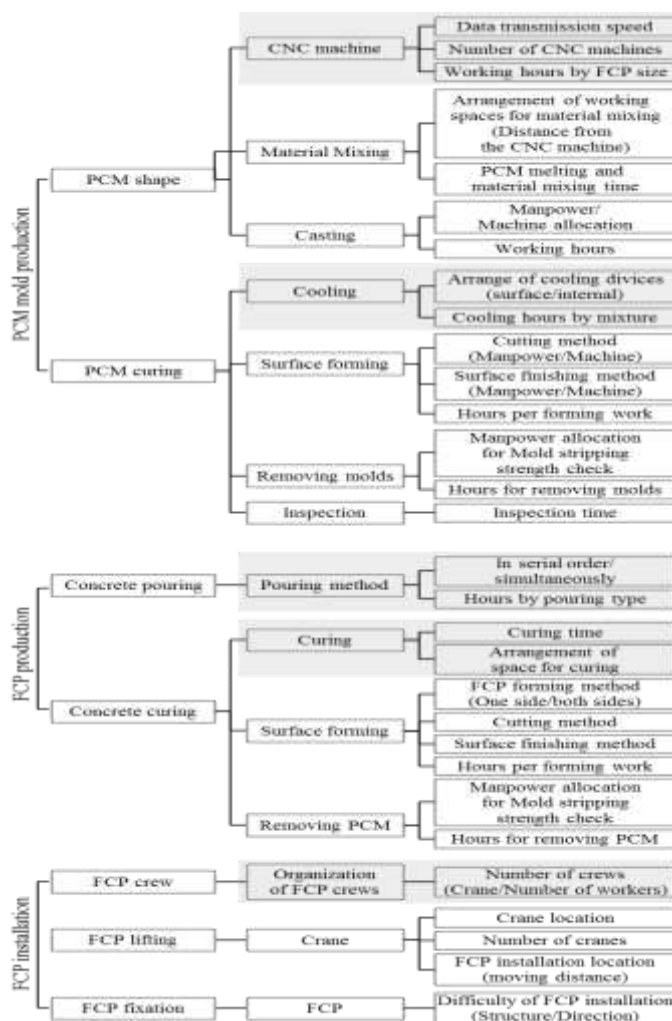 PCM mold production
PCM shape
CNC machine
Data transmission speed
Number of CNC machines
Working hours by FCP size
Material Mixing
Arrangement of working
spaces for material mixing
(Distance from
the CNC machine)
PCM melting and
material mixing time
Casting
Manpower/
Machine allocation
Working hours
PCM curing
Cooling
Arrange of cooling divices
(surface/internal)
Cooling hours by mixture
Surface forming
Cutting method
(Manpower/Machine)
Surface finishing method
(Manpower/Machine)
Hours per forming work
Removing molds
Manpower allocation
for Mold stripping
strength check
Hours for removing molds
Inspection
Inspection time
FCP production
Concrete pouring
Pouring method
In serial order/
simultaneously
Hours by pouring type
Concrete curing
Curing
Curing time
Arrangement of
space for curing
Surface forming
FCP forming method
(One side/both sides)
Cutting method
Surface finishing method
Hours per forming work
Removing PCM
Manpower allocation
for Mold stripping
strength check
Hours for removing PCM
FCP installation
FCP crew
Organization
of FCP crews
Number of crews
(Crane/Number of workers)
FCP lifting
Crane
Crane location
Number of cranes
FCP installation location
(moving distance)
FCP fixation
FCP
Difficulty of FCP installation
(Structure/Direction)